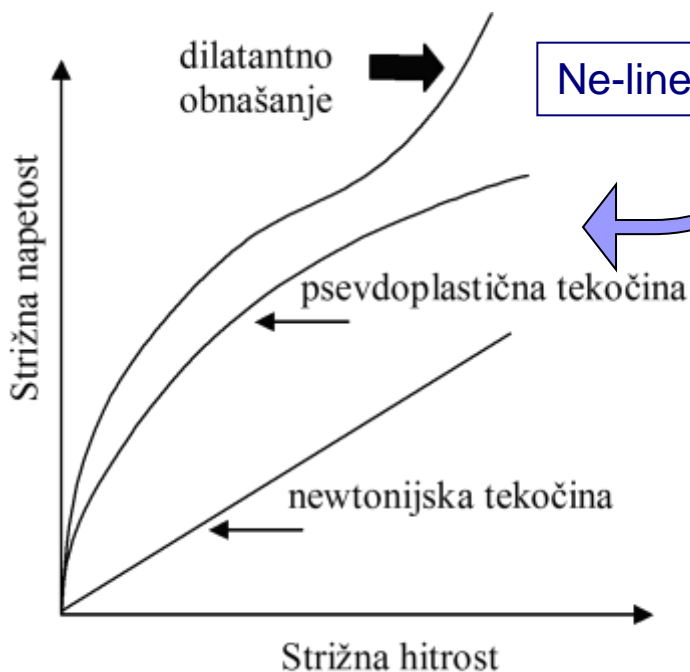 dilatantno
obnašanje
Ne-line
psevdoplastična tekočina
newtonijska tekočina
Strižna napetost
Strižna hitrost